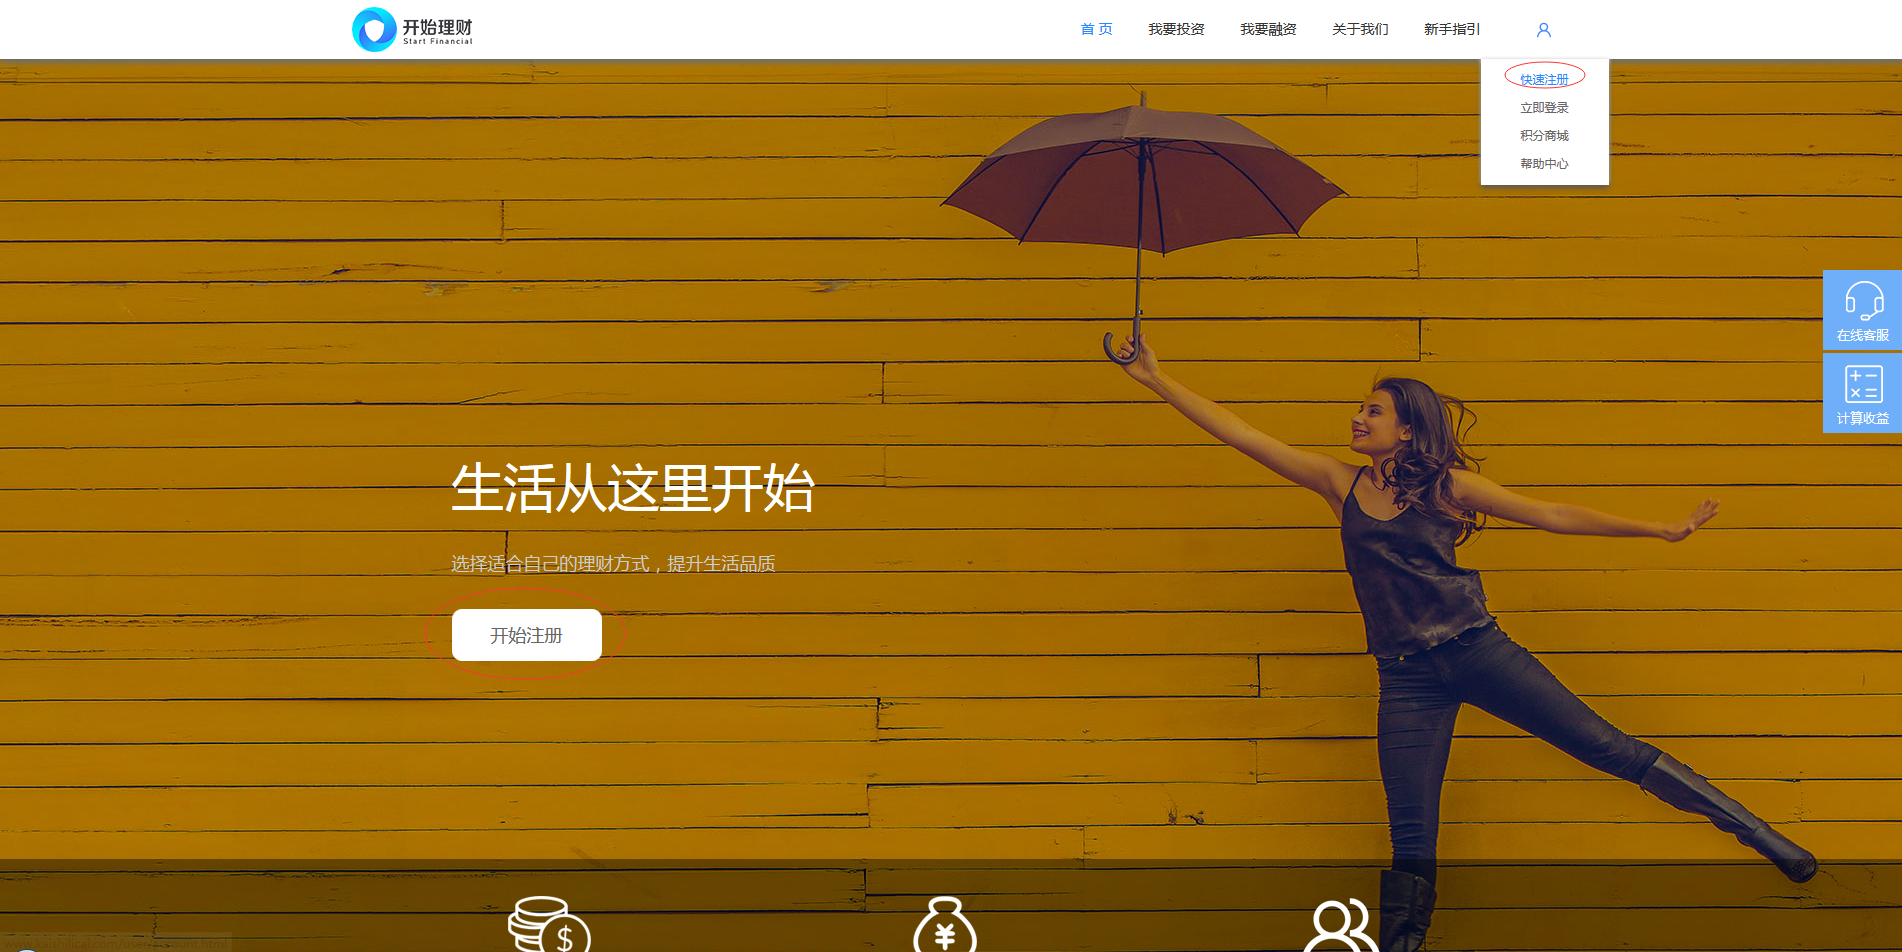 开始理财
Start Financial
首 页 我要投资 我要融资 关于我们 新手指引
快速注册
立即登录
积分商城
帮助中心
在线客服
计算收益
生活从这里开始
选择适合自己的理财方式，提升生活品质
开始注册